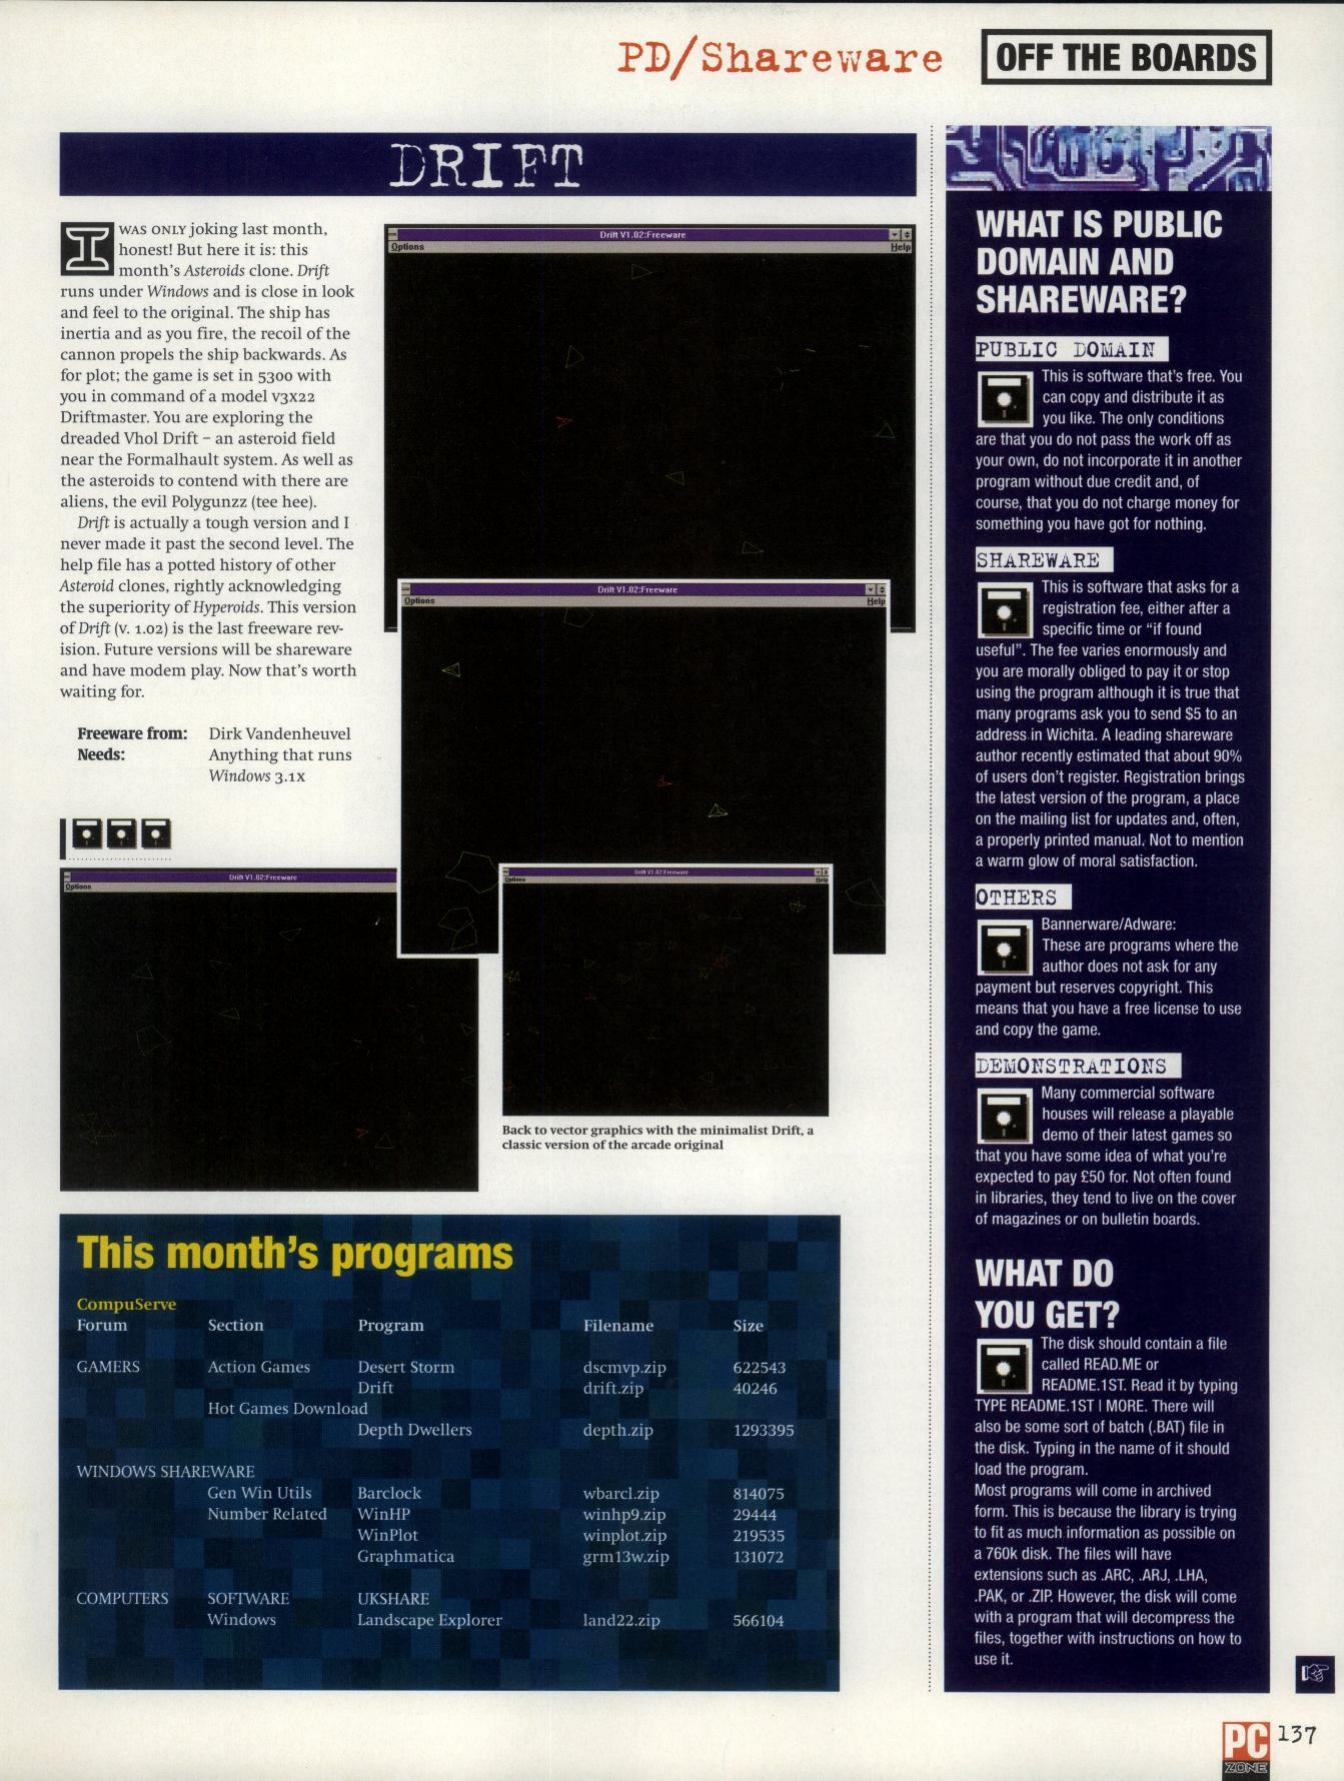 PD/Shareware
OFF THE BOARDS
DRIFT
I WAS ONLY joking last month,
honest! But here it is: this
month's Asteroids clone. Drift
runs under Windows and is close in look
and feel to the original. The ship has
inertia and as you fire, the recoil of the
cannon propels the ship backwards. As
for plot; the game is set in 5300 with
you in command of a model V3X22
Driftmaster. You are exploring the
dreaded Vhol Drift – an asteroid field
near the Formalhault system. As well as
the asteroids to contend with there are
aliens, the evil Polygunzz (tee hee).
Drift is actually a tough version and I
never made it past the second level. The
help file has a potted history of other
Asteroid clones, rightly acknowledging
the superiority of Hyperoids. This version
of Drift (v. 1.02) is the last freeware rev-
ision. Future versions will be shareware
and have modem play. Now that's worth
waiting for.
Freeware from: Dirk Vandenheuvel
Needs: Anything that runs
Windows 3.1x
Drift V1.02:Freeware
Options Help
Drift V1.02:Freeware
Options Help
Drift V1.02:Freeware
Options
Drift V1.02:Freeware
Options Help
Back to vector graphics with the minimalist Drift, a
classic version of the arcade original
This month's programs
CompuServe
Forum Section Program Filename Size
GAMERS Action Games Desert Storm dscmvp.zip 622543
Drift drift.zip 40246
Hot Games Download
Depth Dwellers depth.zip 1293395
WINDOWS SHAREWARE
Gen Win Utils Barclock wbarcl.zip 814075
Number Related WinHP winhp9.zip 29444
WinPlot winplot.zip 219535
Graphmatica grm13w.zip 131072
COMPUTERS SOFTWARE UKSHARE
Windows Landscape Explorer land22.zip 566104
WHAT IS PUBLIC
DOMAIN AND
SHAREWARE?
PUBLIC DOMAIN
This is software that's free. You
can copy and distribute it as
you like. The only conditions
are that you do not pass the work off as
your own, do not incorporate it in another
program without due credit and, of
course, that you do not charge money for
something you have got for nothing.
SHAREWARE
This is software that asks for a
registration fee, either after a
specific time or "if found
useful". The fee varies enormously and
you are morally obliged to pay it or stop
using the program although it is true that
many programs ask you to send $5 to an
address in Wichita. A leading shareware
author recently estimated that about 90%
of users don't register. Registration brings
the latest version of the program, a place
on the mailing list for updates and, often,
a properly printed manual. Not to mention
a warm glow of moral satisfaction.
OTHERS
Bannerware/Adware:
These are programs where the
author does not ask for any
payment but reserves copyright. This
means that you have a free license to use
and copy the game.
DEMONSTRATIONS
Many commercial software
houses will release a playable
demo of their latest games so
that you have some idea of what you're
expected to pay £50 for. Not often found
in libraries, they tend to live on the cover
of magazines or on bulletin boards.
WHAT DO
YOU GET?
The disk should contain a file
called READ.ME or
README.1ST. Read it by typing
TYPE README.1ST | MORE. There will
also be some sort of batch (.BAT) file in
the disk. Typing in the name of it should
load the program.
Most programs will come in archived
form. This is because the library is trying
to fit as much information as possible on
a 760k disk. The files will have
extensions such as .ARC, .ARJ, .LHA,
.PAK, or .ZIP. However, the disk will come
with a program that will decompress the
files, together with instructions on how to
use it.
PC
ZONE
137